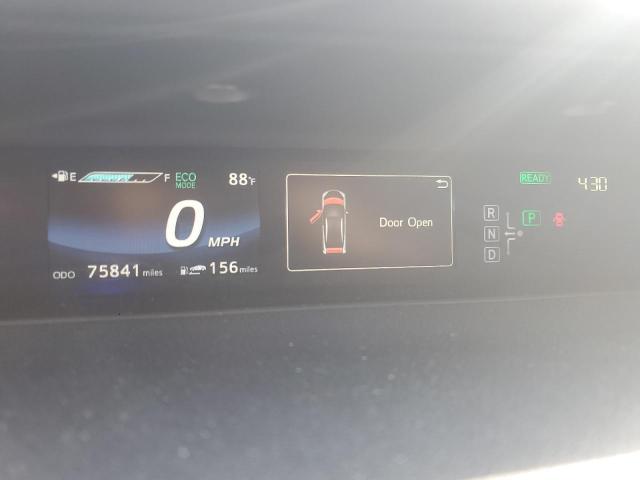 E F ECO MODE 88°F
0 MPH
ODO 75841 miles 156 miles
Door Open
READY 4:30
R
P
N
D